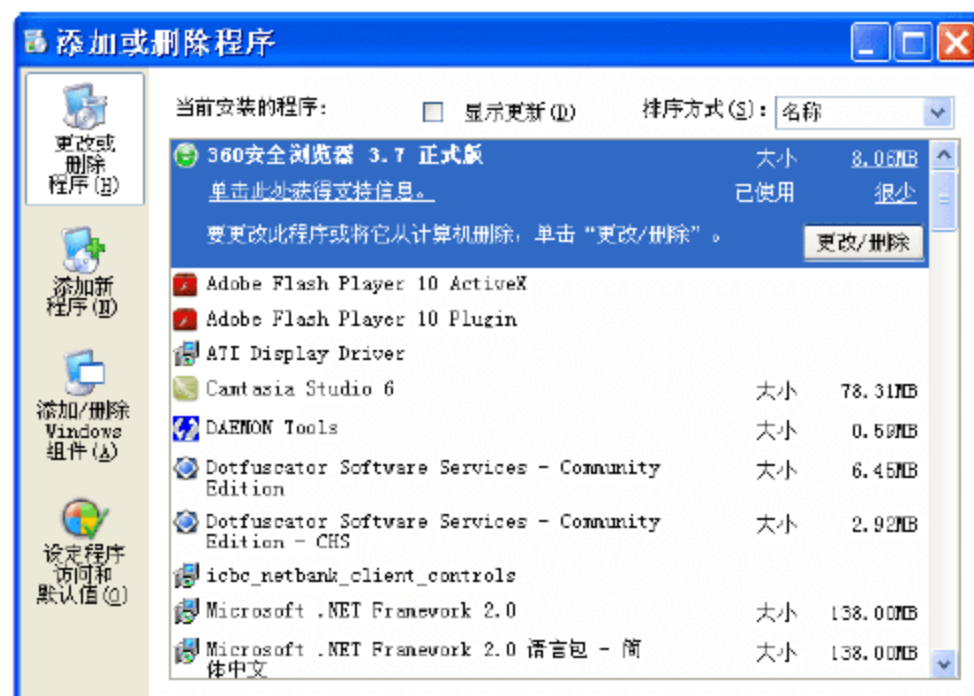 添加或删除程序
更改或
删除
程序(H)
添加新
程序(N)
添加/删除
Windows
组件(A)
设定程序
访问和
默认值(O)
当前安装的程序: 显示更新(D) 排序方式(S): 名称
360安全浏览器 3.7 正式版 大小 8.06MB
单击此处获得支持信息。 已使用 很少
要更改此程序或将它从计算机删除，单击“更改/删除”。 更改/删除
Adobe Flash Player 10 ActiveX
Adobe Flash Player 10 Plugin
ATI Display Driver
Camtasia Studio 6 大小 78.31MB
DAEMON Tools 大小 0.59MB
Dotfuscator Software Services - Community 大小 6.45MB
Edition
Dotfuscator Software Services - Community 大小 2.92MB
Edition - CHS
icbc_netbank_client_controls
Microsoft .NET Framework 2.0 大小 138.00MB
Microsoft .NET Framework 2.0 语言包 - 简 大小 138.00MB
体中文